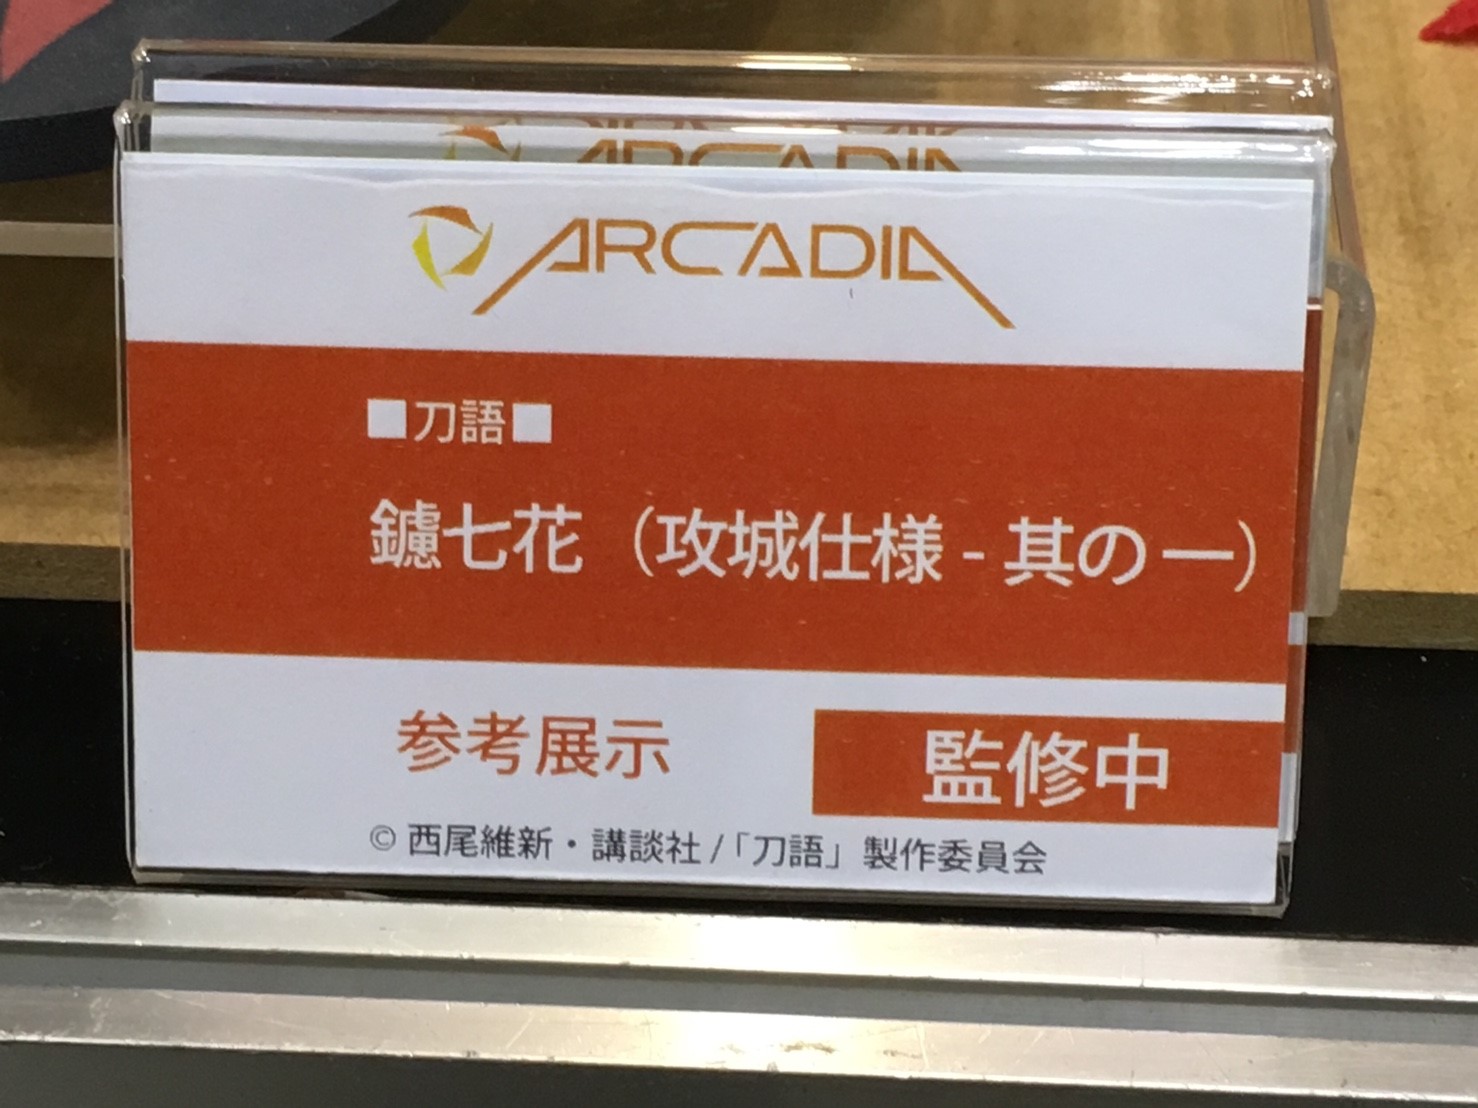 ARCADIA
■刀語■
鑢七花（攻城仕様 - 其の一）
参考展示
監修中
© 西尾維新・講談社 /「刀語」製作委員会